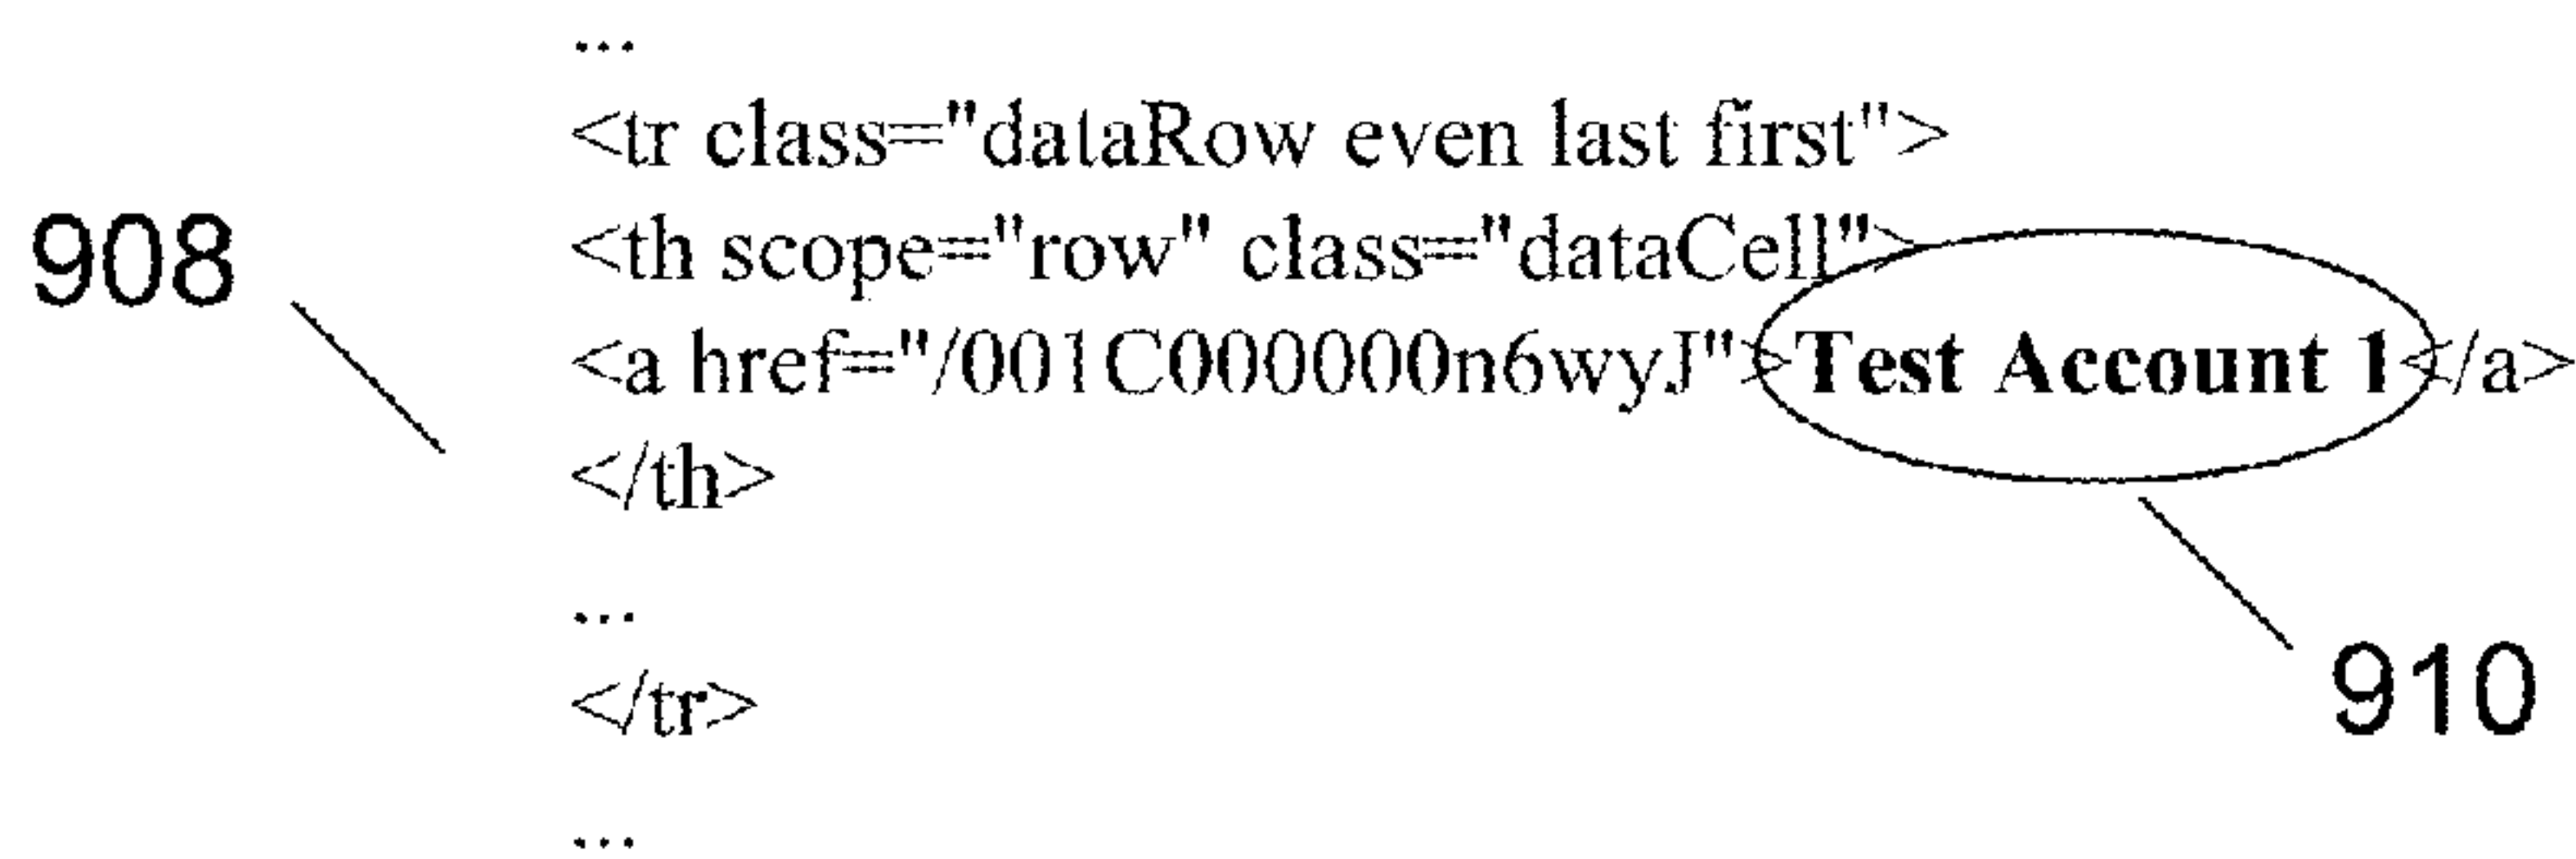 ...
<tr class="dataRow even last first">
908
<th scope="row" class="dataCell">
<a href="/001C000000n6wyJ">Test Account 1</a>
</th>
...
</tr>
910
...